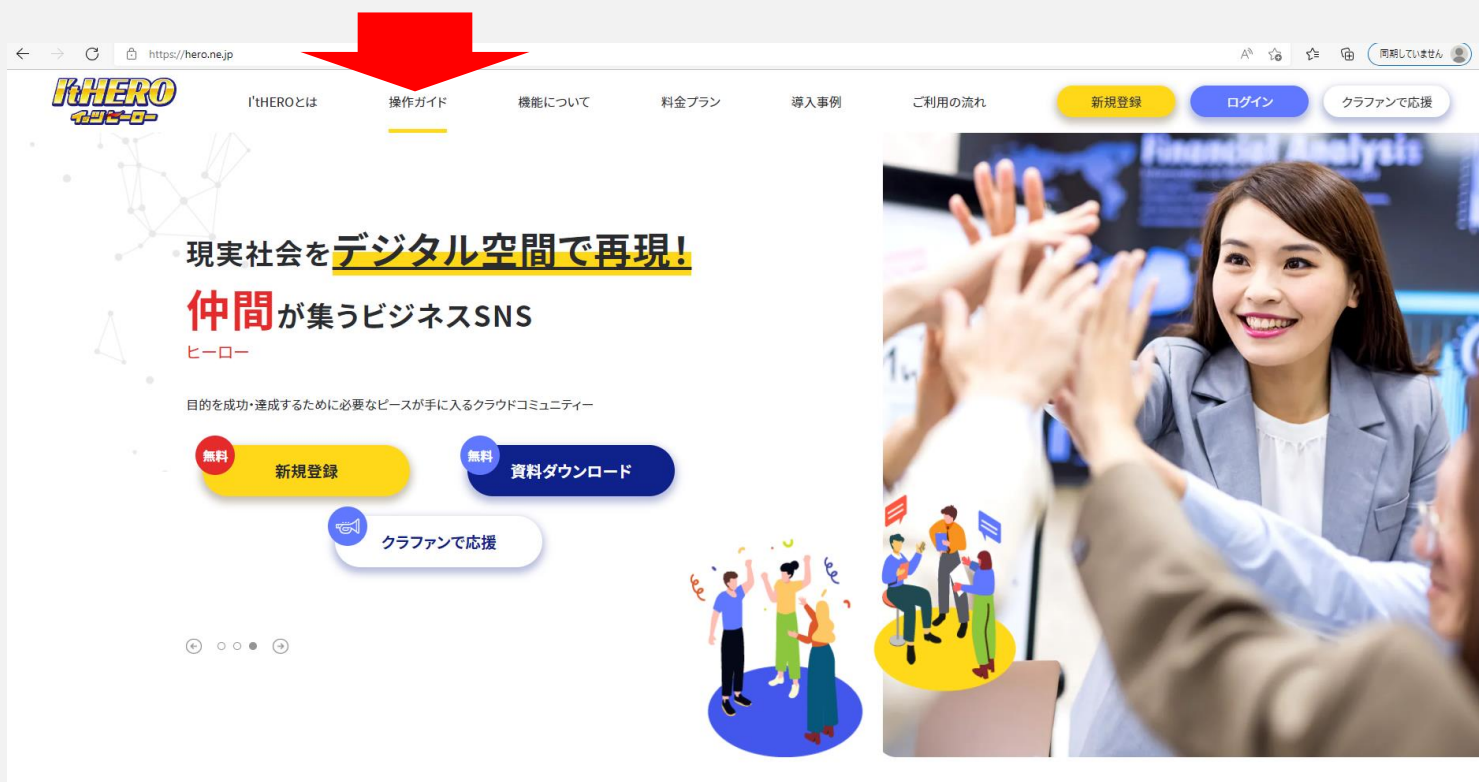 https://hero.ne.jp
同期していません
I'tHERO
イッツヒーロー
I'tHEROとは
操作ガイド
機能について
料金プラン
導入事例
ご利用の流れ
新規登録
ログイン
クラファンで応援
Financial Analysis
現実社会をデジタル空間で再現!
仲間が集うビジネスSNS
ヒーロー
目的を成功・達成するために必要なピースが手に入るクラウドコミュニティー
無料
新規登録
無料
資料ダウンロード
クラファンで応援